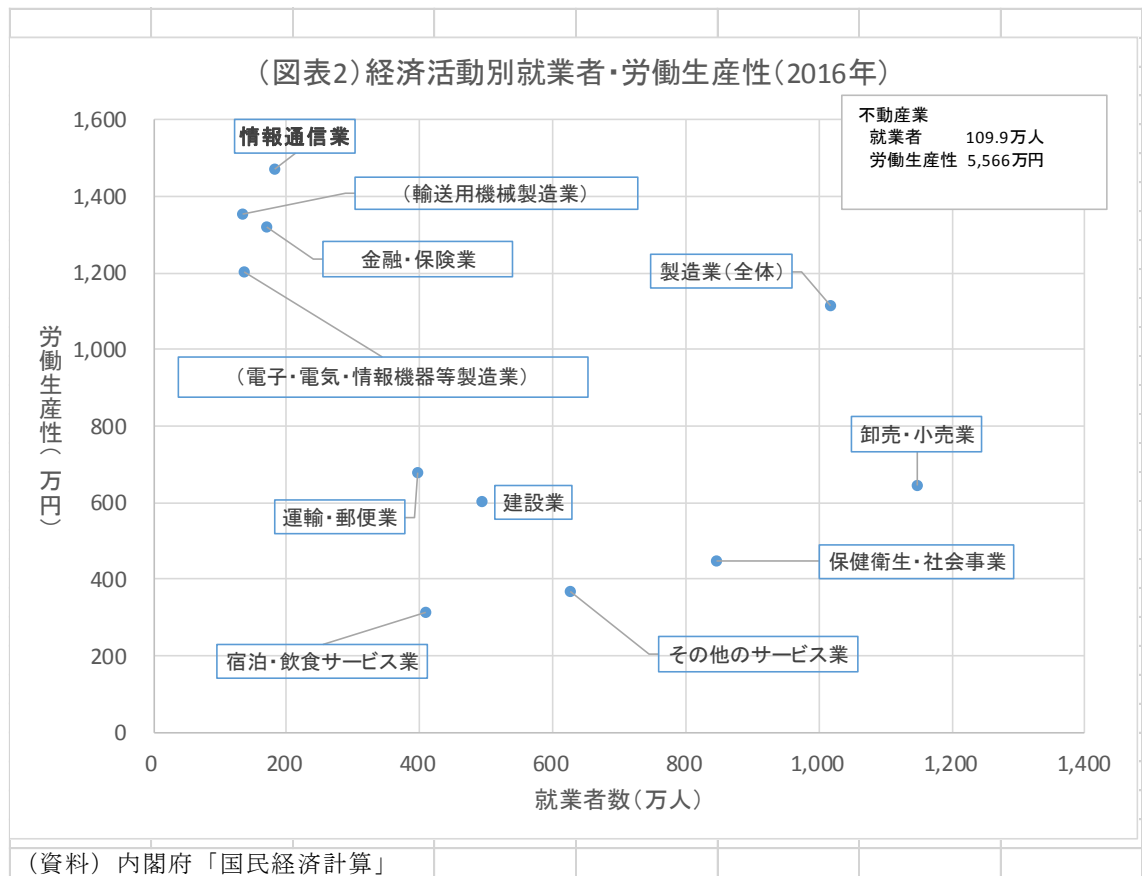 （図表2）経済活動別就業者・労働生産性（2016年）
不動産業
就業者 109.9万人
労働生産性 5,566万円
1,600
1,400
1,200
1,000
800
600
400
200
0
労働生産性（万円）
情報通信業
（輸送用機械製造業）
金融・保険業
製造業（全体）
（電子・電気・情報機器等製造業）
卸売・小売業
運輸・郵便業
建設業
保健衛生・社会事業
宿泊・飲食サービス業
その他のサービス業
0 200 400 600 800 1,000 1,200 1,400
就業者数（万人）
（資料）内閣府「国民経済計算」